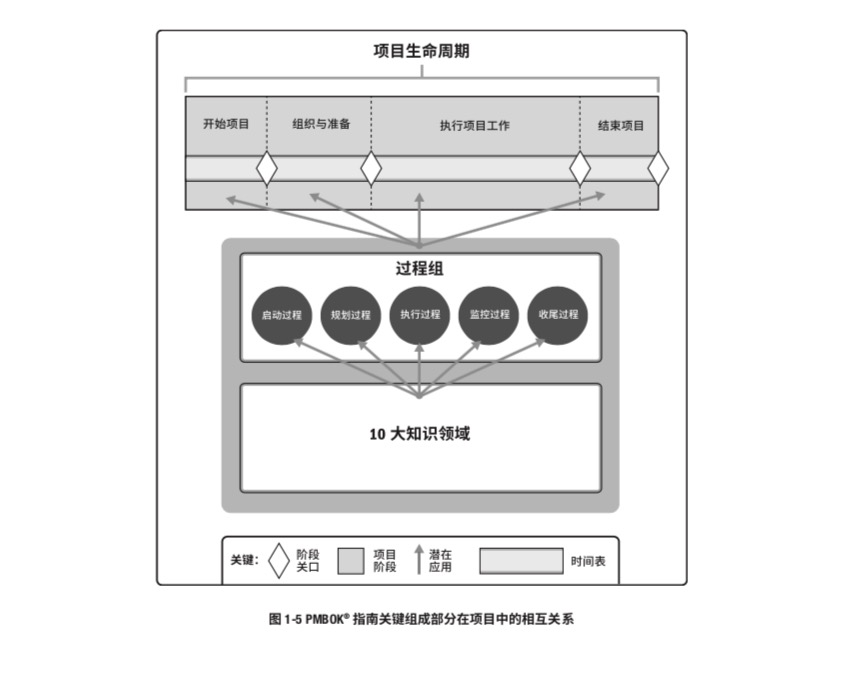 项目生命周期
开始项目
组织与准备
执行项目工作
结束项目
过程组
启动过程
规划过程
执行过程
监控过程
收尾过程
10 大知识领域
关键：
阶段
关口
项目
阶段
潜在
应用
时间表
图 1-5 PMBOK® 指南关键组成部分在项目中的相互关系